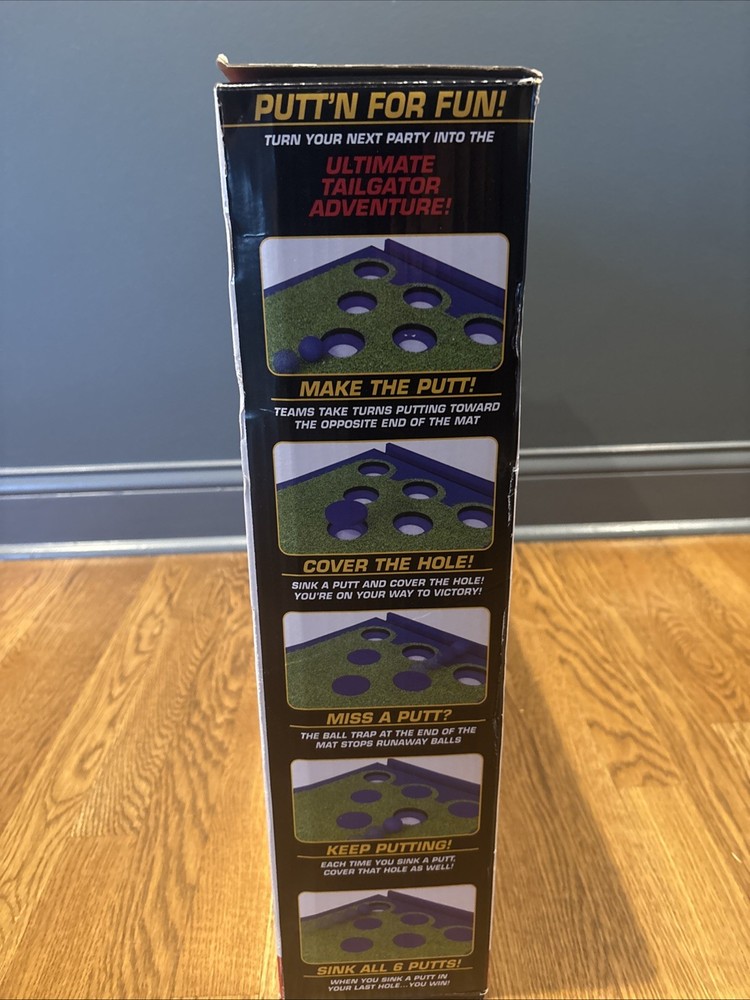 PUTT'N FOR FUN!
TURN YOUR NEXT PARTY INTO THE
ULTIMATE
TAILGATOR
ADVENTURE!
MAKE THE PUTT!
TEAMS TAKE TURNS PUTTING TOWARD
THE OPPOSITE END OF THE MAT
COVER THE HOLE!
SINK A PUTT AND COVER THE HOLE!
YOU'RE ON YOUR WAY TO VICTORY!
MISS A PUTT?
THE BALL TRAP AT THE END OF THE
MAT STOPS RUNAWAY BALLS
KEEP PUTTING!
EACH TIME YOU SINK A PUTT,
COVER THAT HOLE AS WELL!
SINK ALL 6 PUTTS!
WHEN YOU SINK A PUTT IN
YOUR LAST HOLE...YOU WIN!